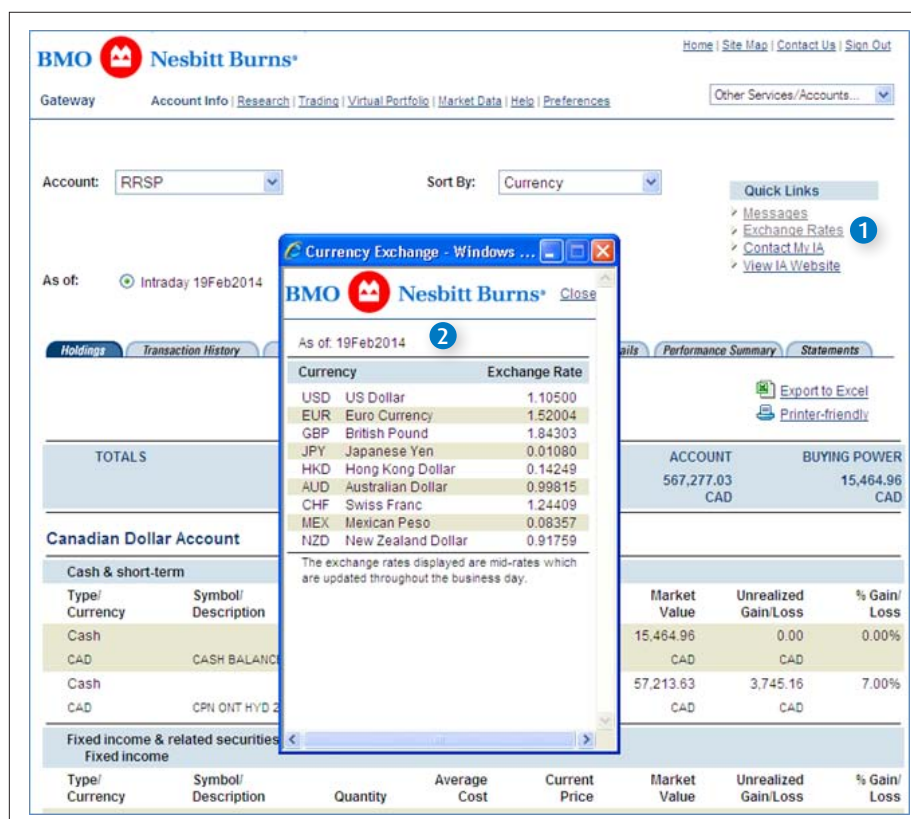 BMO Nesbitt Burns®
Home | Site Map | Contact Us | Sign Out
Gateway
Account Info | Research | Trading | Virtual Portfolio | Market Data | Help | Preferences
Other Services/Accounts...
Account: RRSP
Sort By: Currency
Quick Links
Messages
Exchange Rates
1
Contact My IA
View IA Website
As of: Intraday 19Feb2014
Holdings
Transaction History
ails
Performance Summary
Statements
Export to Excel
Printer-friendly
TOTALS
ACCOUNT
BUYING POWER
567,277.03
15,464.96
CAD
CAD
Canadian Dollar Account
Cash & short-term
Type/ Symbol/ Market Unrealized % Gain/
Currency Description Value Gain/Loss Loss
Cash 15,464.96 0.00 0.00%
CAD CASH BALANC CAD CAD
Cash 57,213.63 3,745.16 7.00%
CAD CPN ONT HYD 2 CAD CAD
Fixed income & related securities
Fixed income
Type/ Symbol/ Average Current Market Unrealized % Gain/
Currency Description Quantity Cost Price Value Gain/Loss Loss
Currency Exchange - Windows ...
BMO Nesbitt Burns® Close
As of: 19Feb2014
2
Currency Exchange Rate
USD US Dollar 1.10500
EUR Euro Currency 1.52004
GBP British Pound 1.84303
JPY Japanese Yen 0.01080
HKD Hong Kong Dollar 0.14249
AUD Australian Dollar 0.99815
CHF Swiss Franc 1.24409
MEX Mexican Peso 0.08357
NZD New Zealand Dollar 0.91759
The exchange rates displayed are mid-rates which
are updated throughout the business day.